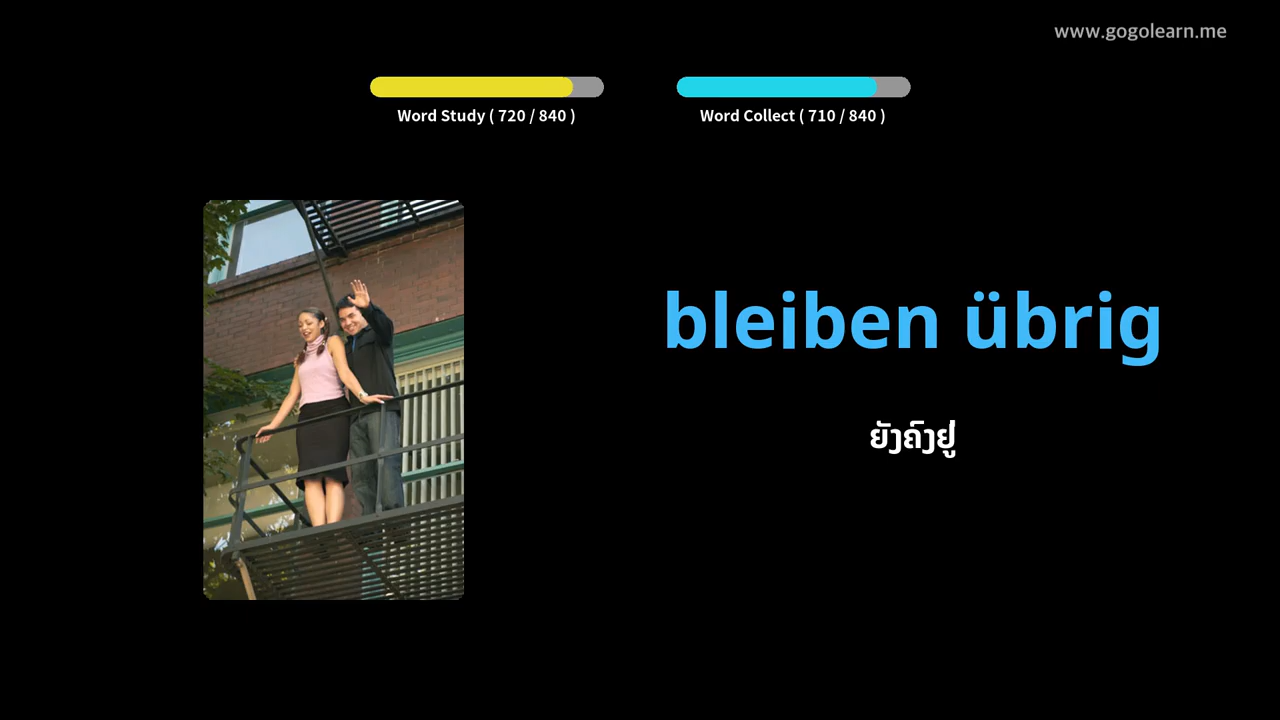 www.gogolearn.me
Word Study ( 720 / 840 )
Word Collect ( 710 / 840 )
bleiben übrig
ຍັງຄົງຢູ່